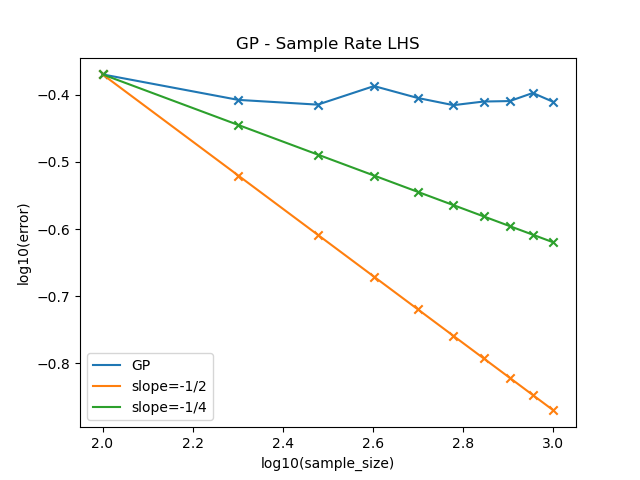 GP - Sample Rate LHS
log10(error)
−0.4
−0.5
−0.6
−0.7
−0.8
GP
slope=-1/2
slope=-1/4
2.0 2.2 2.4 2.6 2.8 3.0
log10(sample_size)